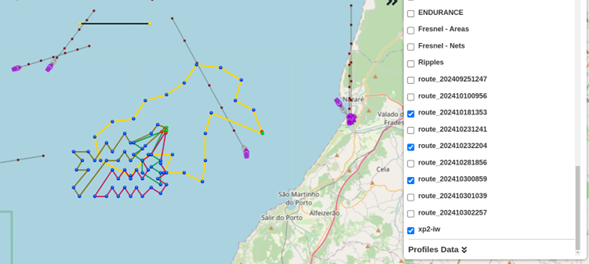 ENDURANCE
Fresnel - Areas
Fresnel - Nets
Ripples
route_202409251247
route_202410100956
route_202410181353
route_202410231241
route_202410232204
route_202410281856
route_202410300859
route_202410301039
route_202410302257
xp2-iw
Profiles Data
Nazaré
Valado
Frades
Cela
São Martinho
do Porto
Alfeizerão
Salir do Porto